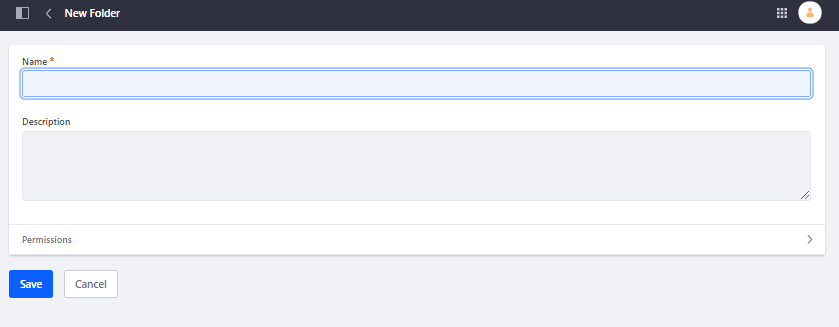 New Folder
Name *
Description
Permissions
Save
Cancel